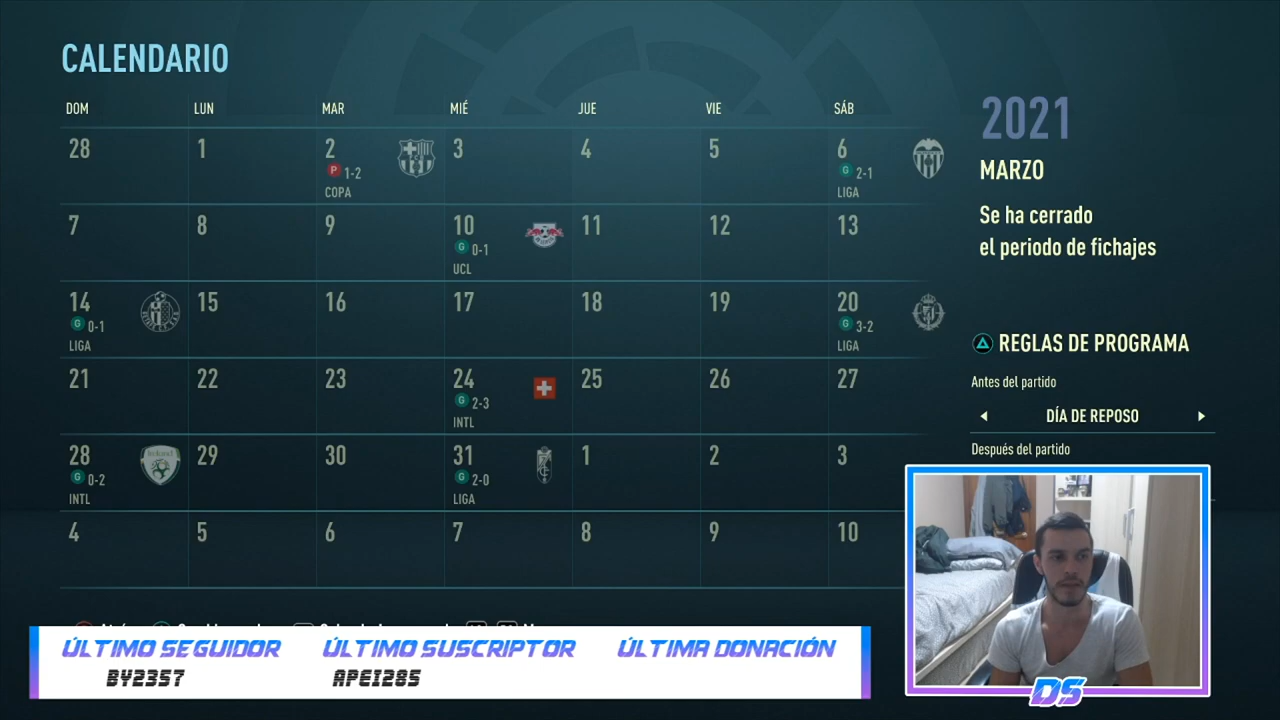 CALENDARIO
DOM LUN MAR MIÉ JUE VIE SÁB
28 1 2 3 4 5 6
P 1-2 G 2-1
COPA LIGA
7 8 9 10 11 12 13
G 0-1
UCL
14 15 16 17 18 19 20
G 0-1 G 3-2
LIGA LIGA
21 22 23 24 25 26 27
G 2-3
INTL
28 29 30 31 1 2 3
G 0-2 G 2-0
INTL LIGA
4 5 6 7 8 9 10
2021
MARZO
Se ha cerrado
el periodo de fichajes
REGLAS DE PROGRAMA
Antes del partido
DÍA DE REPOSO
Después del partido
ÚLTIMO SEGUIDOR ÚLTIMO SUSCRIPTOR ÚLTIMA DONACIÓN
BY2357 APEI285
DS